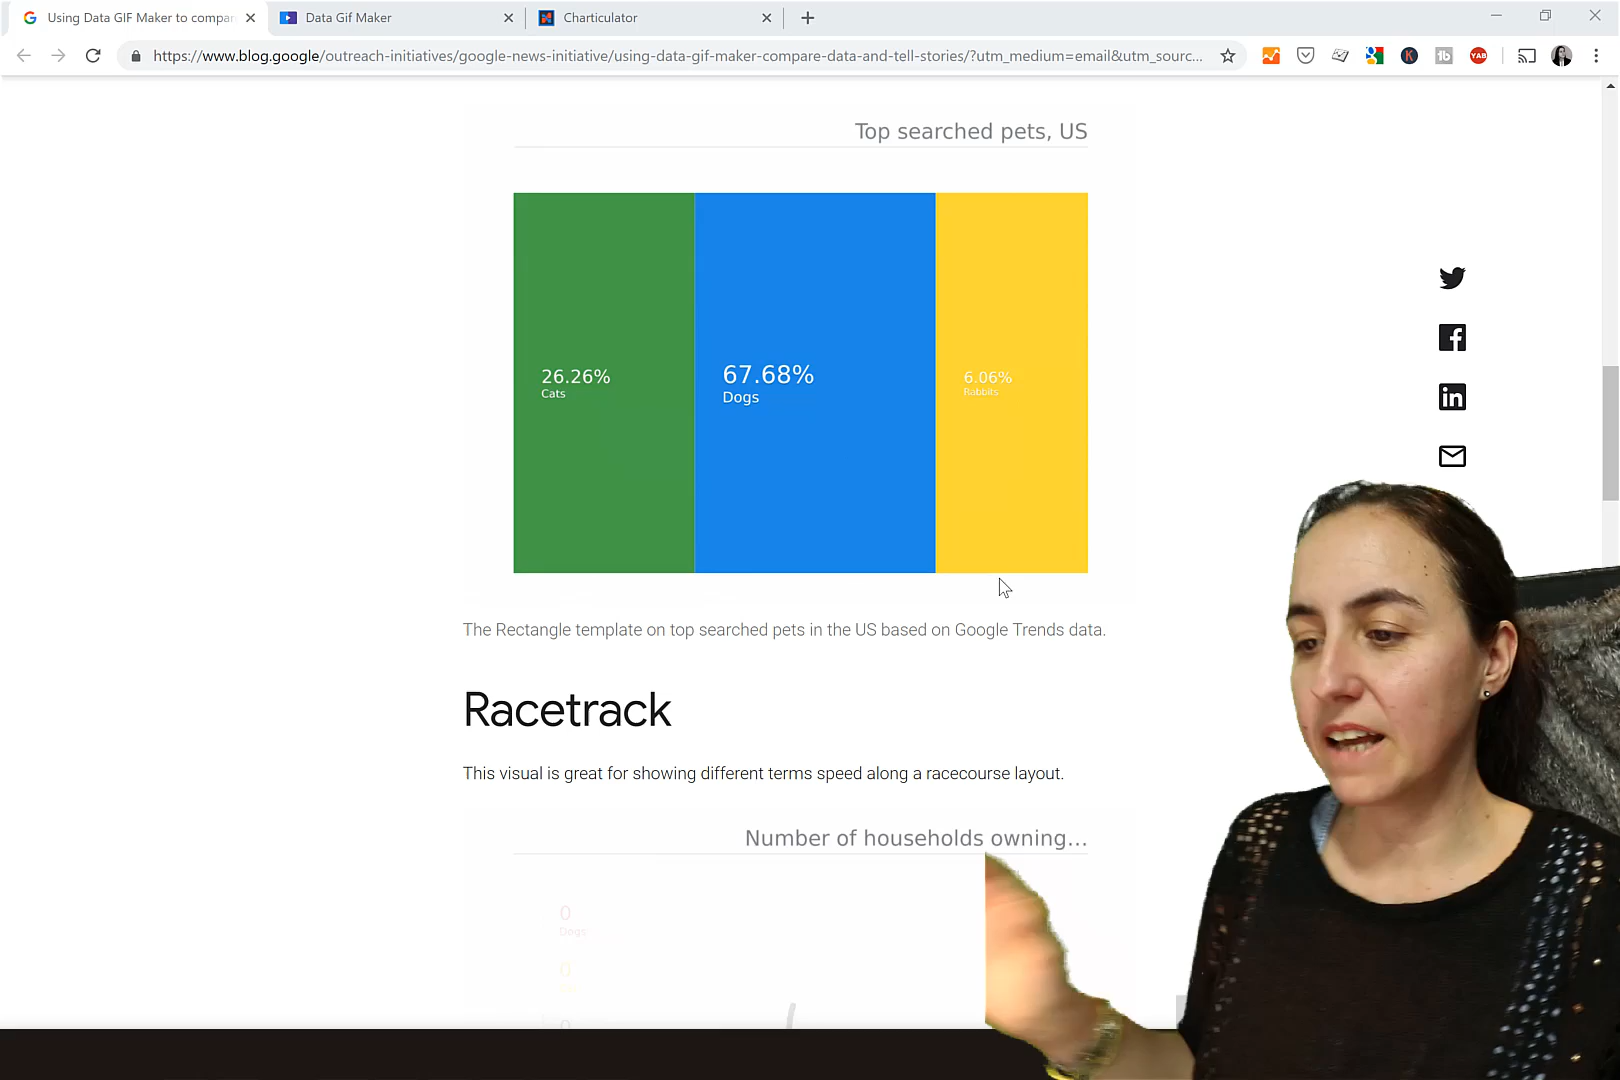 Using Data GIF Maker to compar
Data Gif Maker
Charticulator
https://www.blog.google/outreach-initiatives/google-news-initiative/using-data-gif-maker-compare-data-and-tell-stories/?utm_medium=email&utm_sourc...
Top searched pets, US
26.26%
Cats
67.68%
Dogs
6.06%
Rabbits
The Rectangle template on top searched pets in the US based on Google Trends data.
Racetrack
This visual is great for showing different terms speed along a racecourse layout.
Number of households owning...
0
Dogs
0
0